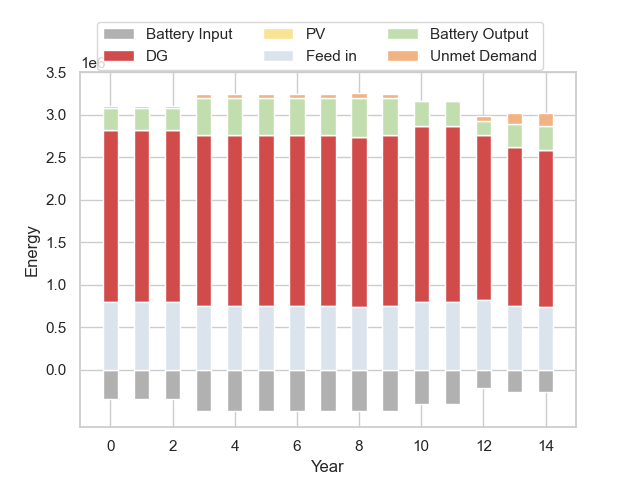 Battery Input PV Battery Output
DG Feed in Unmet Demand
1e6
3.5
3.0
2.5
2.0
1.5
1.0
0.5
0.0
Energy
0 2 4 6 8 10 12 14
Year